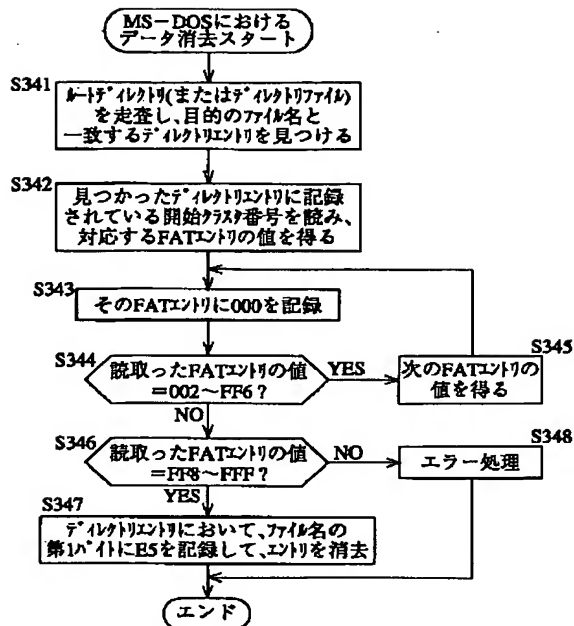 MS-DOSにおける
データ消去スタート
S341
ルートディレクトリ(またはディレクトリファイル)
を走査し、目的のファイル名と
一致するディレクトリエントリを見つける
S342
見つかったディレクトリエントリに記録
されている開始クラスタ番号を読み、
対応するFATエントリの値を得る
S343
そのFATエントリに000を記録
S344
読取ったFATエントリの値
=002～FF6?
YES
S345
次のFATエントリの
値を得る
NO
S346
読取ったFATエントリの値
=FF8～FFF?
NO
S348
エラー処理
YES
S347
ディレクトリエントリにおいて、ファイル名の
第1バイトにE5を記録して、エントリを消去
エンド